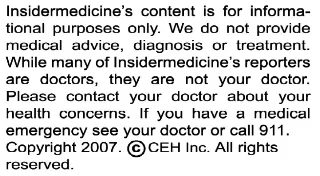 Insidermedicine's content is for informa-
tional purposes only. We do not provide
medical advice, diagnosis or treatment.
While many of Insidermedicine's reporters
are doctors, they are not your doctor.
Please contact your doctor about your
health concerns. If you have a medical
emergency see your doctor or call 911.
Copyright 2007. ©CEH Inc. All rights
reserved.